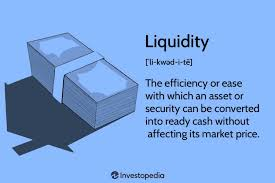 Liquidity
['li-kwəd-i-tē]
The efficiency or ease
with which an asset or
security can be converted
into ready cash without
affecting its market price.
Investopedia